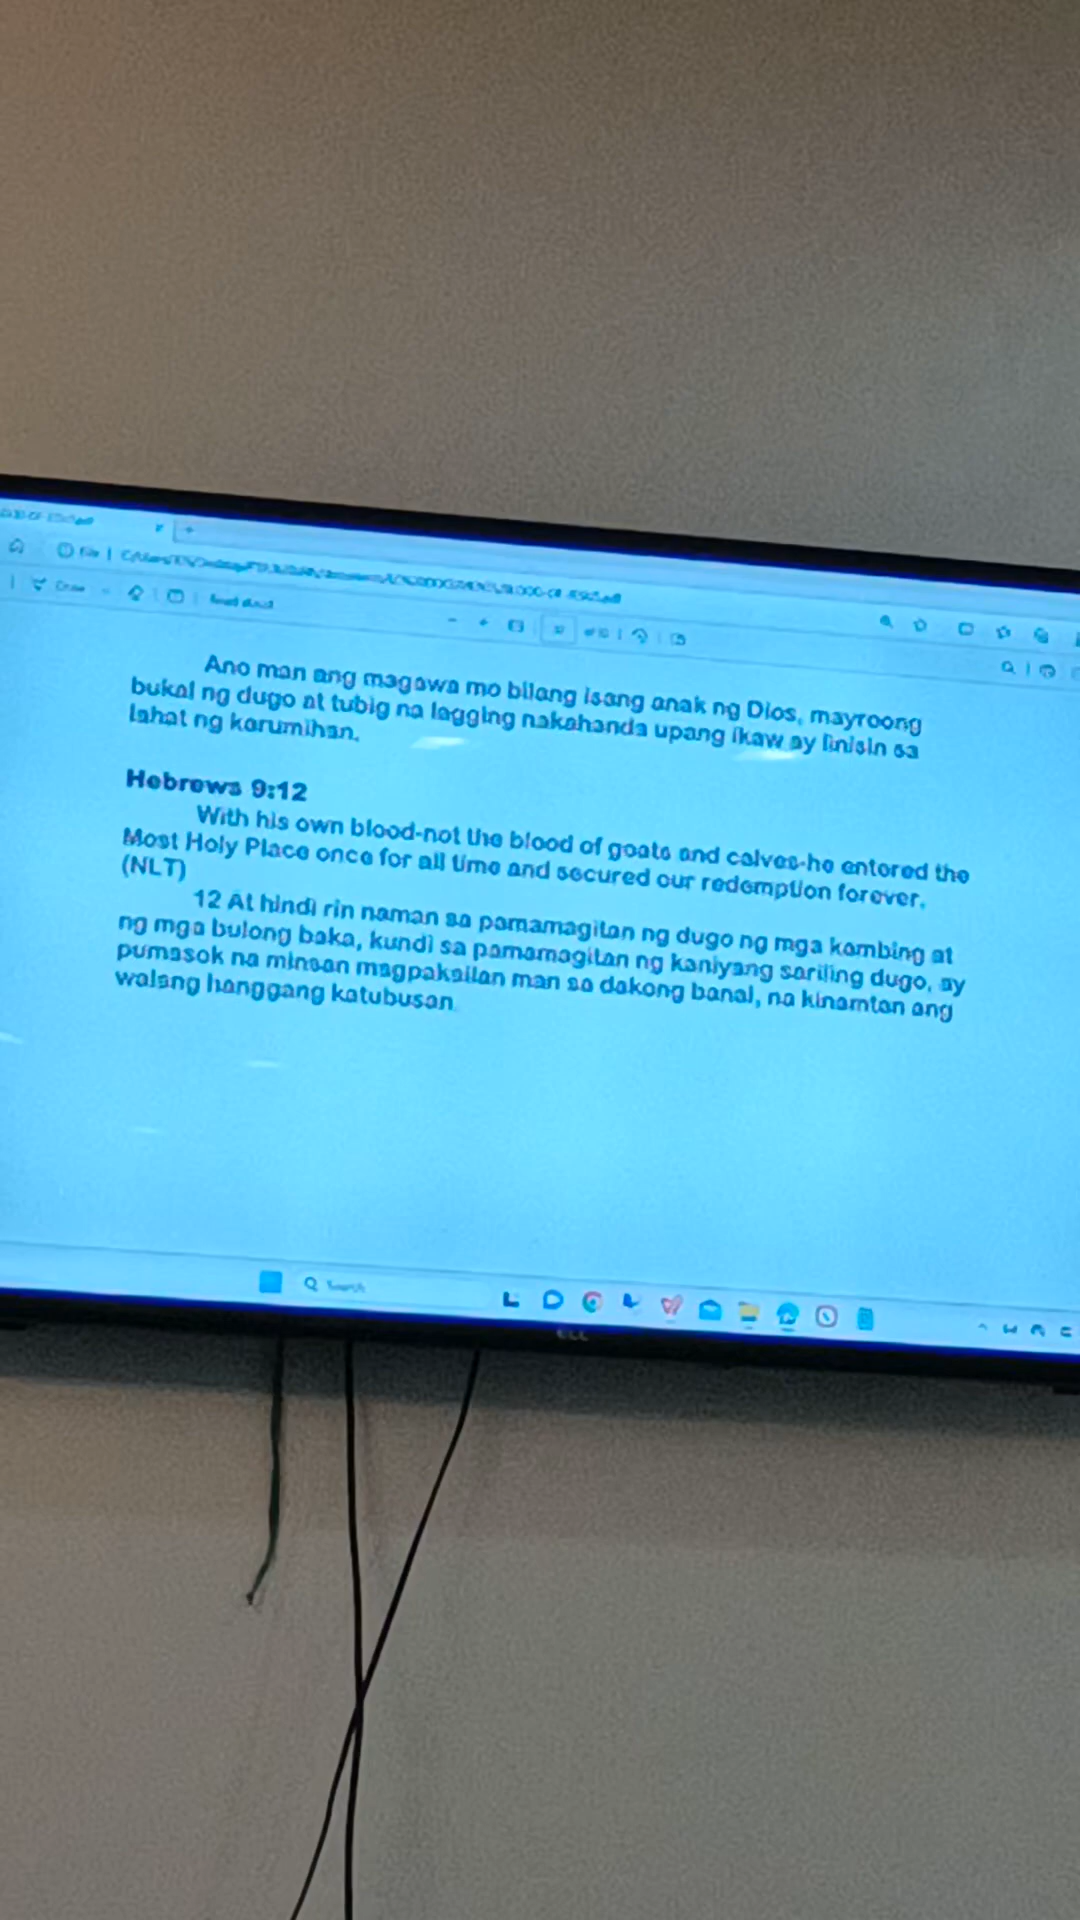 Ano man ang magawa mo bilang isang anak ng Dios, mayroong
bukal ng dugo at tubig na lagging nakahanda upang ikaw ay linisin sa
lahat ng karumihan.
Hebrews 9:12
With his own blood-not the blood of goats and calves-he entered the
Most Holy Place once for all time and secured our redemption forever.
(NLT)
12 At hindi rin naman sa pamamagitan ng dugo ng mga kambing at
ng mga bulong baka, kundi sa pamamagitan ng kaniyang sariling dugo, ay
pumasok na minsan magpakailan man sa dakong banal, na kinamtan ang
walang hanggang katubusan.
Search